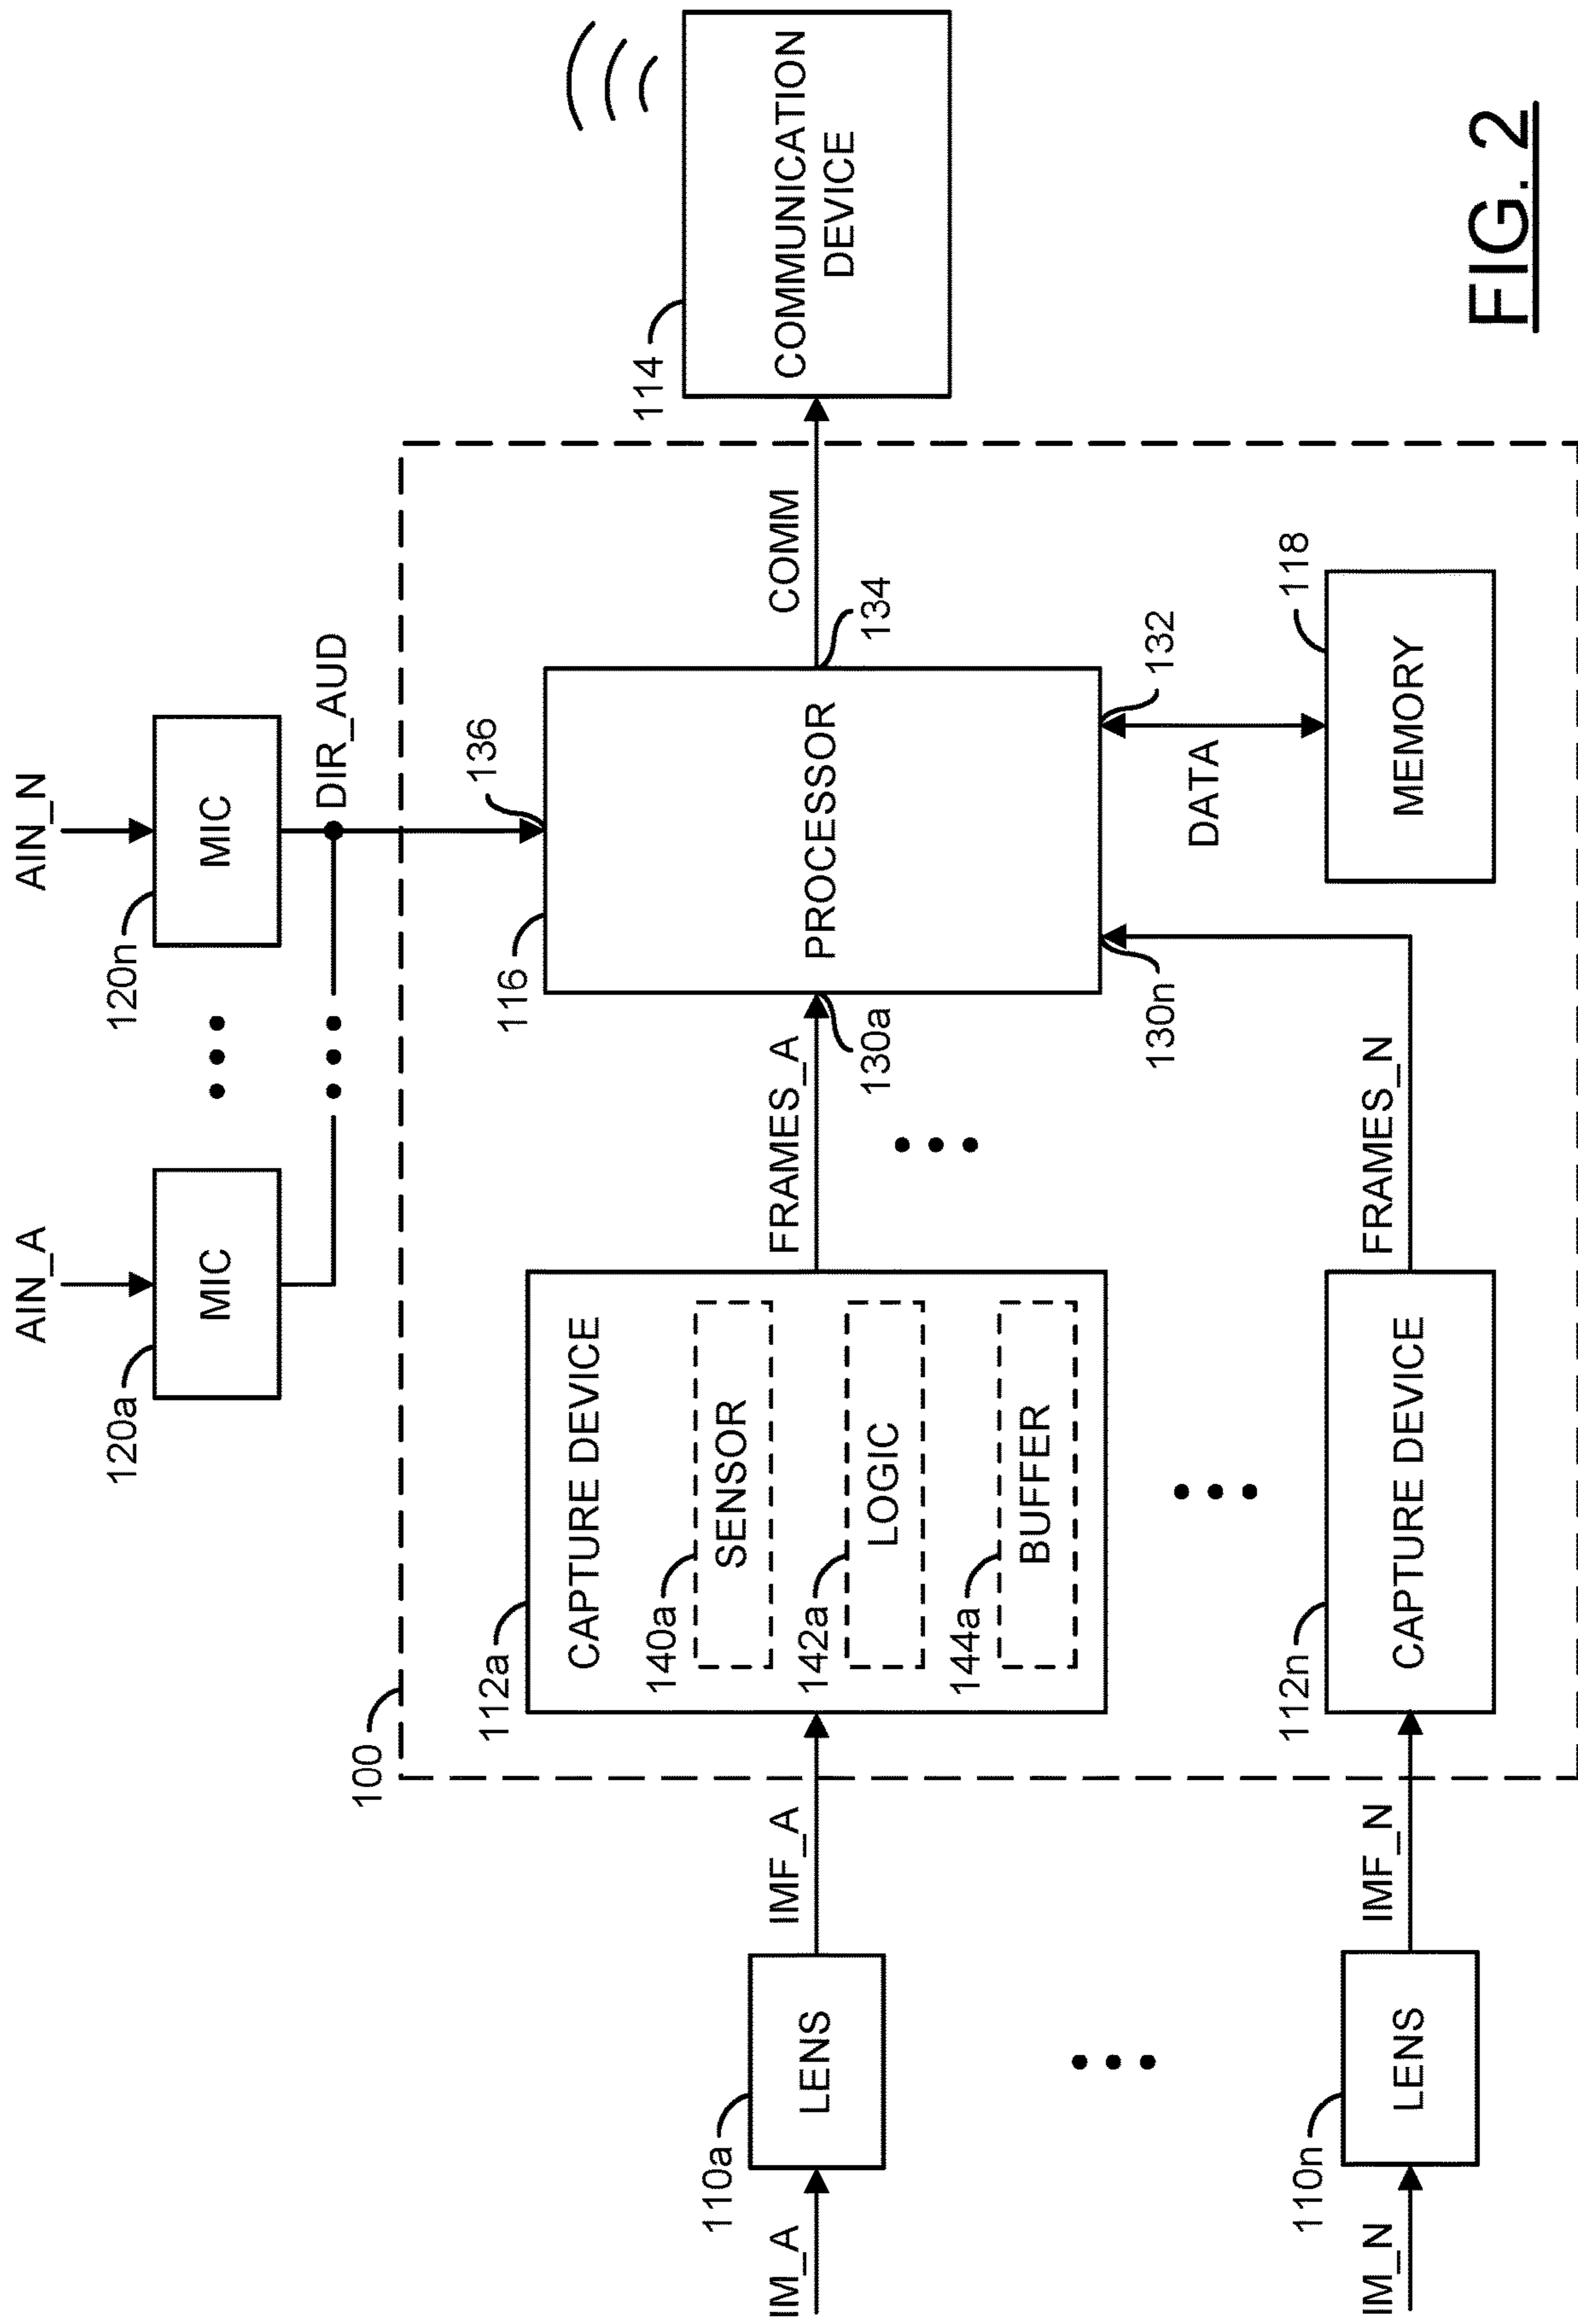 AIN_A
AIN_N
120a
MIC
120n
MIC
DIR_AUD
100
112a
CAPTURE DEVICE
140a
SENSOR
142a
LOGIC
144a
BUFFER
116
136
PROCESSOR
114
COMMUNICATION
DEVICE
IM_A
110a
LENS
IMF_A
FRAMES_A
130a
COMM
134
130n
132
DATA
118
MEMORY
IM_N
110n
LENS
IMF_N
112n
CAPTURE DEVICE
FRAMES_N
FIG. 2